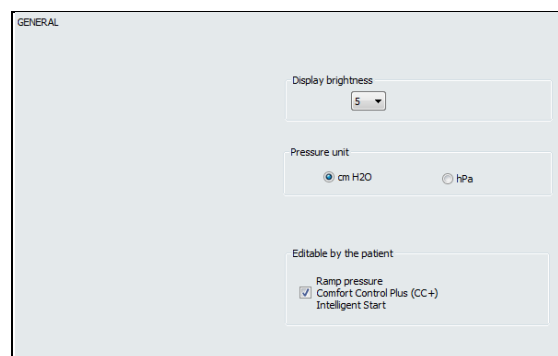 GENERAL
Display brightness
5
Pressure unit
cm H2O
hPa
Editable by the patient
Ramp pressure
Comfort Control Plus (CC+)
Intelligent Start